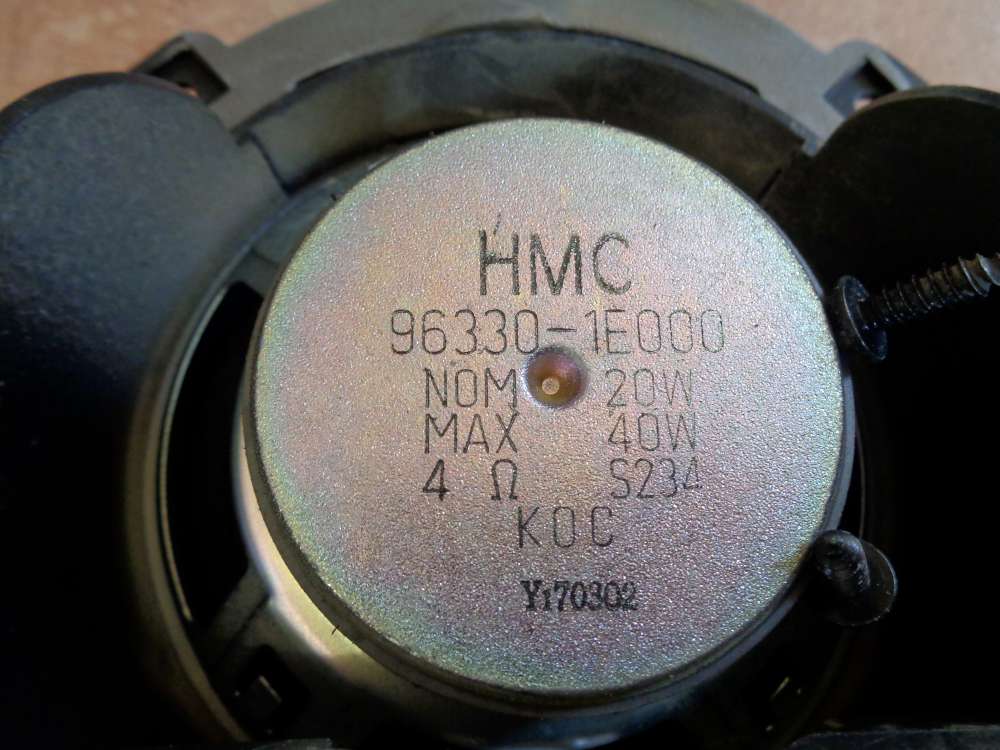 HMC
96330-1E000
NOM 20W
MAX 40W
4 Ω S234
KOC
Y170302